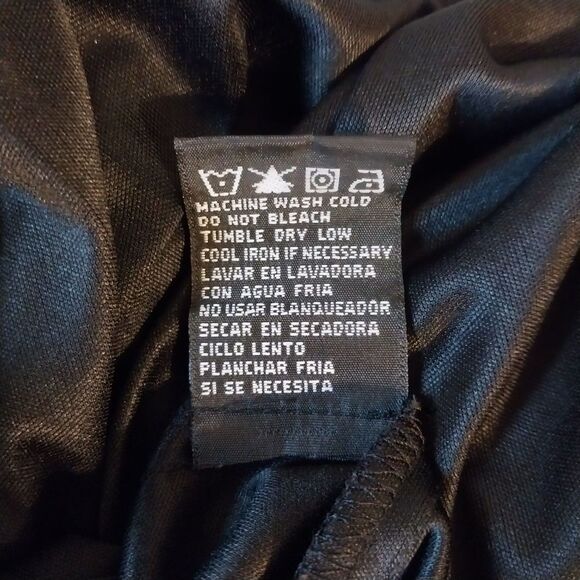 MACHINE WASH COLD
DO NOT BLEACH
TUMBLE DRY LOW
COOL IRON IF NECESSARY
LAVAR EN LAVADORA
CON AGUA FRIA
NO USAR BLANQUEADOR
SECAR EN SECADORA
CICLO LENTO
PLANCHAR FRIA
SI SE NECESITA